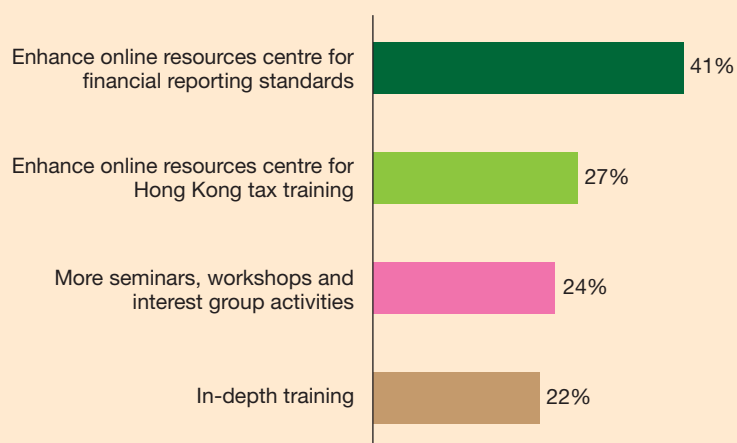 Enhance online resources centre for
financial reporting standards
41%
Enhance online resources centre for
Hong Kong tax training
27%
More seminars, workshops and
interest group activities
24%
In-depth training
22%